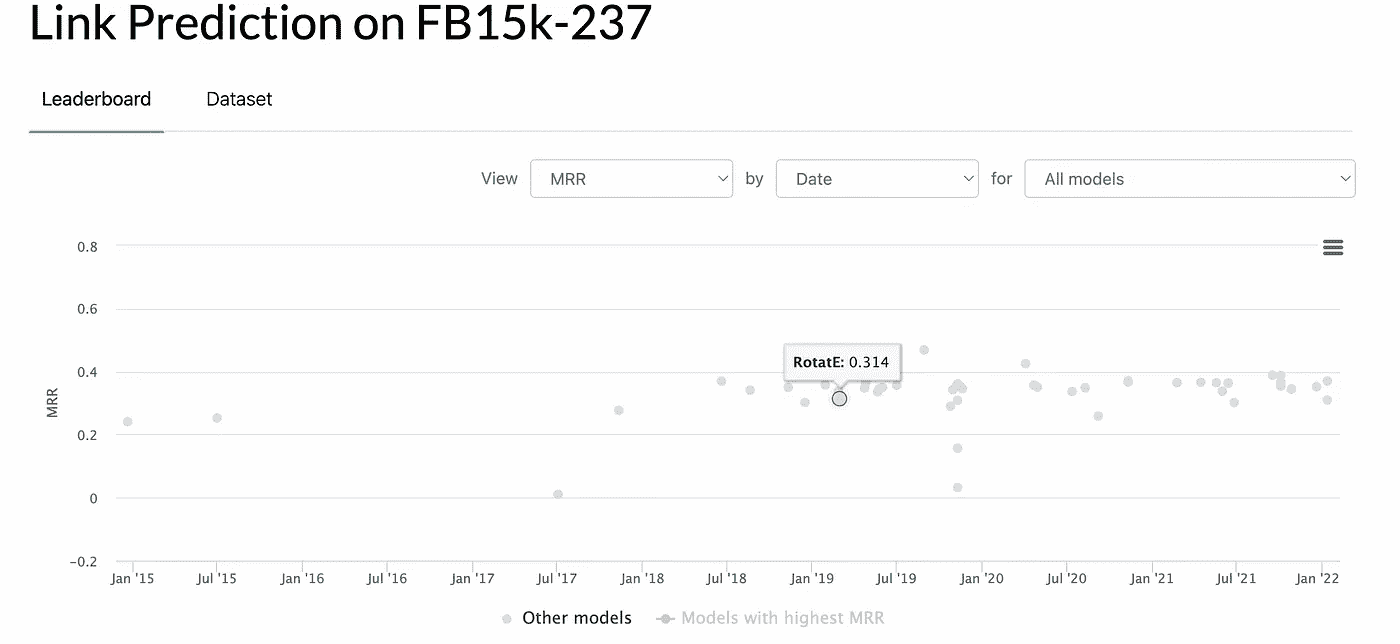 Link Prediction on FB15k-237
Leaderboard Dataset
View MRR by Date for All models
0.8
0.6
RotatE: 0.314
0.4
MRR
0.2
0
−0.2
Jan '15 Jul '15 Jan '16 Jul '16 Jan '17 Jul '17 Jan '18 Jul '18 Jan '19 Jul '19 Jan '20 Jul '20 Jan '21 Jul '21 Jan '22
Other models Models with highest MRR